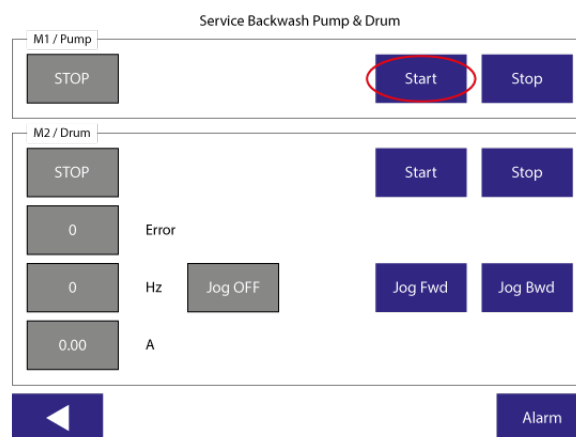 Service Backwash Pump & Drum
M1 / Pump
STOP Start Stop
M2 / Drum
STOP Start Stop
0 Error
0 Hz Jog OFF Jog Fwd Jog Bwd
0.00 A
Alarm